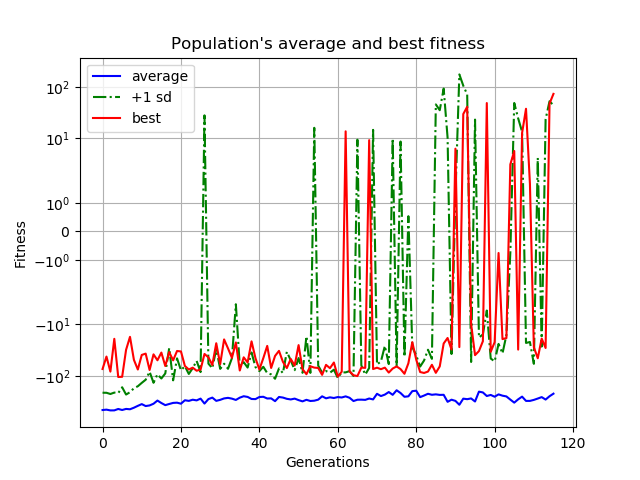 Population's average and best fitness
average
+1 sd
best
10²
10¹
10⁰
0
−10⁰
−10¹
−10²
Fitness
0 20 40 60 80 100 120
Generations